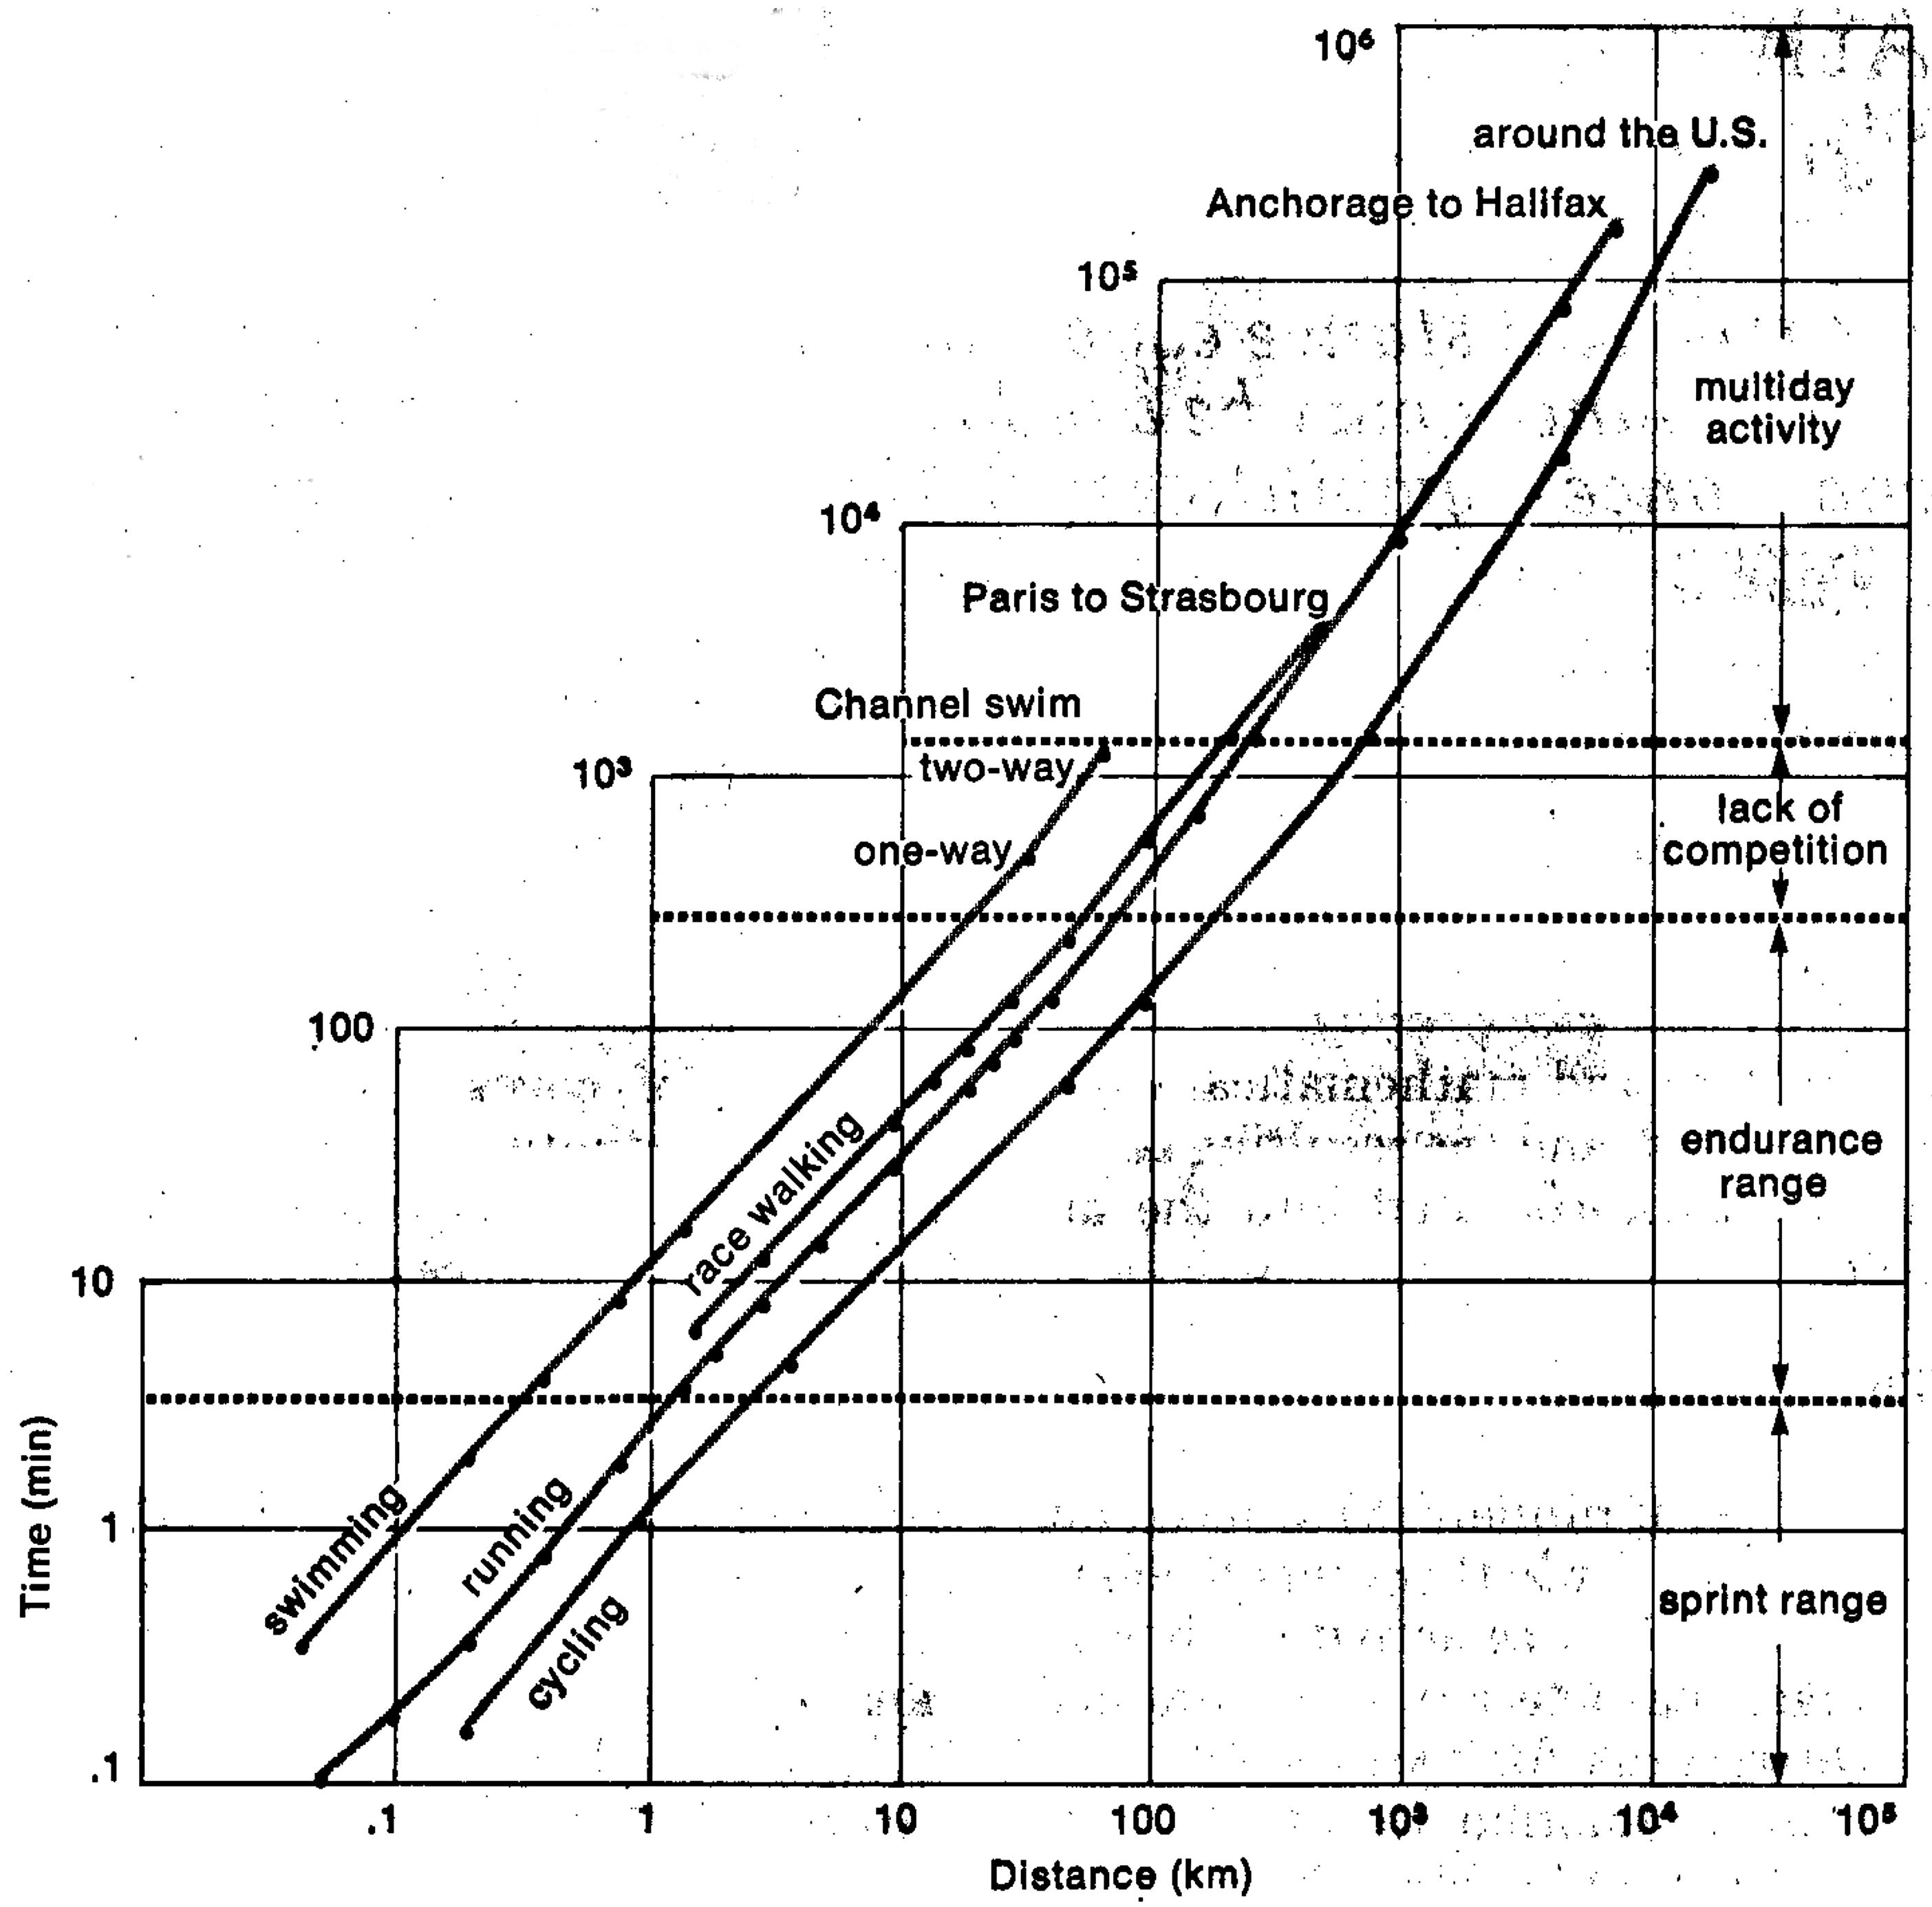 10⁶
around the U.S.
Anchorage to Halifax
10⁵
multiday
activity
10⁴
Paris to Strasbourg
Channel swim
two-way
10³
lack of
competition
one-way
100
endurance
range
race walking
10
Time (min)
1
swimming
running
cycling
sprint range
.1
.1 1 10 100 10³ 10⁴ 10⁵
Distance (km)